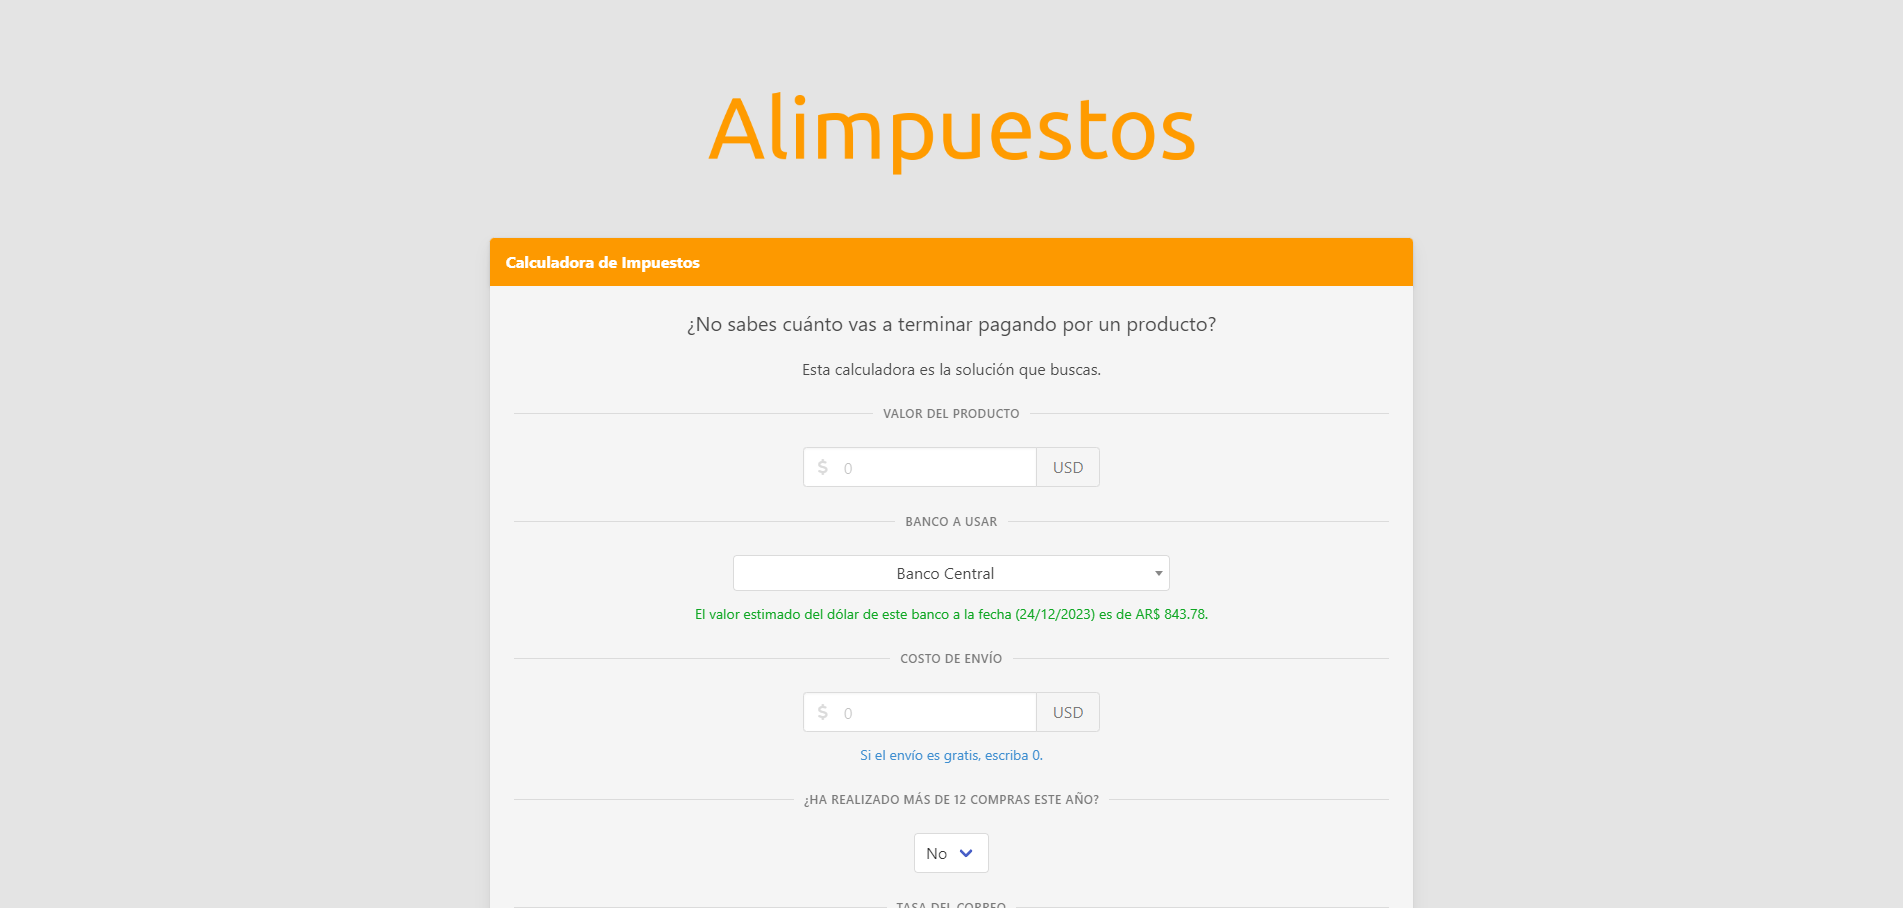 Alimpuestos
Calculadora de Impuestos
¿No sabes cuánto vas a terminar pagando por un producto?
Esta calculadora es la solución que buscas.
VALOR DEL PRODUCTO
$ 0 USD
BANCO A USAR
Banco Central
El valor estimado del dólar de este banco a la fecha (24/12/2023) es de AR$ 843.78.
COSTO DE ENVÍO
$ 0 USD
Si el envío es gratis, escriba 0.
¿HA REALIZADO MÁS DE 12 COMPRAS ESTE AÑO?
No
TASA DEL CORREO